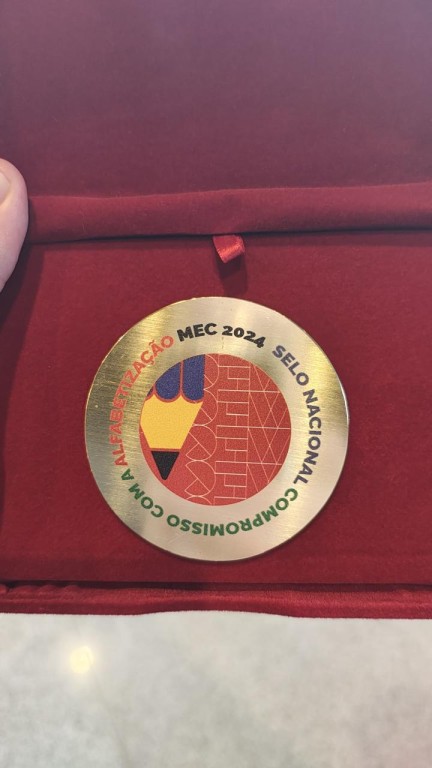 MEC 2024
SELO NACIONAL COMPROMISSO COM A ALFABETIZAÇÃO